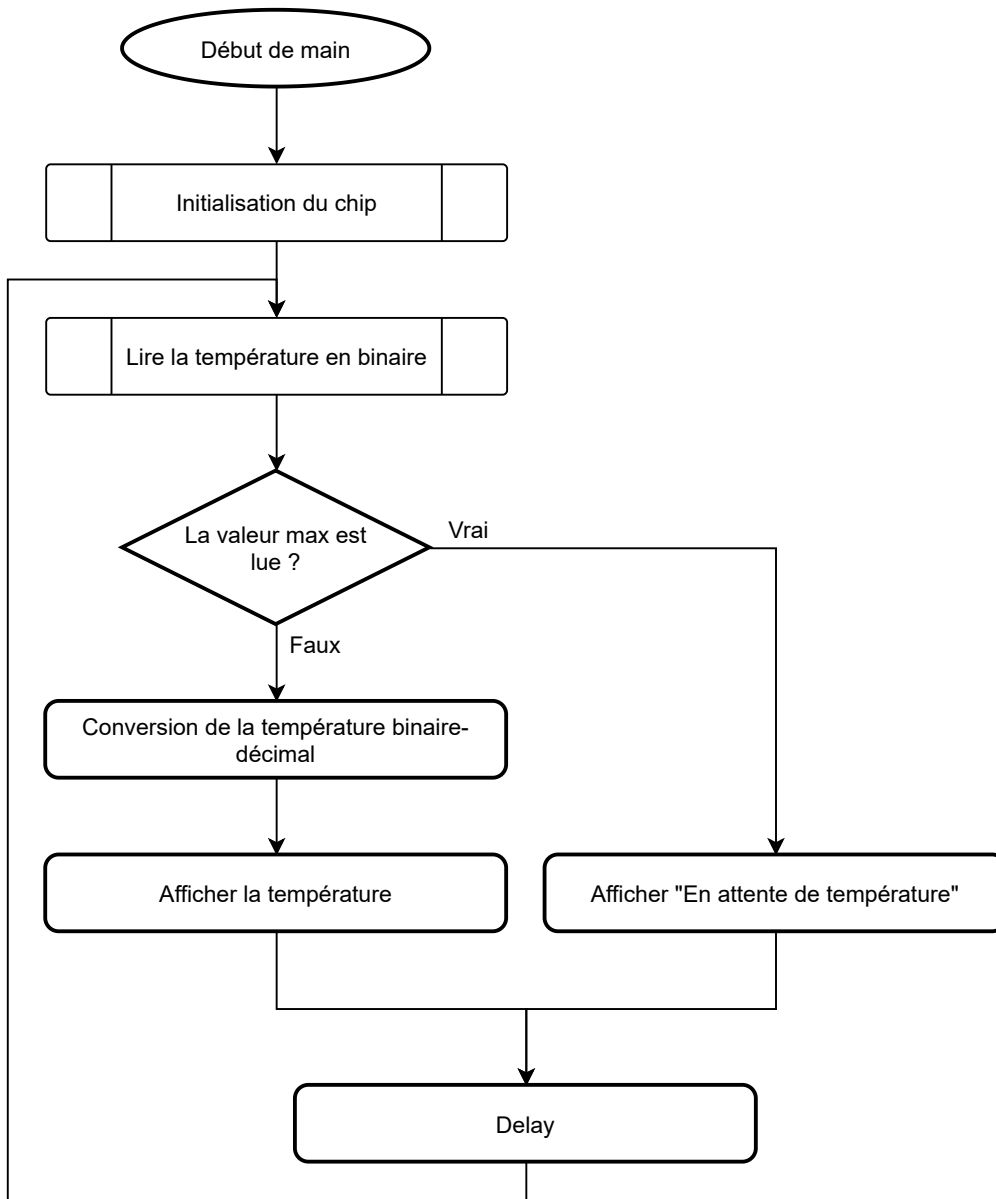 Début de main
Initialisation du chip
Lire la température en binaire
La valeur max est
lue ?
Vrai
Faux
Conversion de la température binaire-
décimal
Afficher la température
Afficher "En attente de température"
Delay